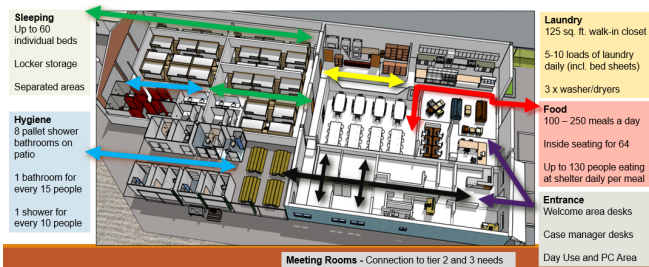 Sleeping
Up to 60
individual beds
Locker storage
Separated areas
Hygiene
8 pallet shower
bathrooms on
patio
1 bathroom for
every 15 people
1 shower for
every 10 people
Laundry
125 sq. ft. walk-in closet
5-10 loads of laundry
daily (incl. bed sheets)
3 x washer/dryers
Food
100 – 250 meals a day
Inside seating for 64
Up to 130 people eating
at shelter daily per meal
Entrance
Welcome area desks
Case manager desks
Day Use and PC Area
Meeting Rooms - Connection to tier 2 and 3 needs